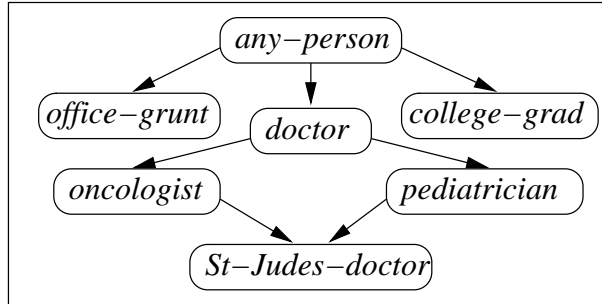 any−person
office−grunt
doctor
college−grad
oncologist
pediatrician
St−Judes−doctor